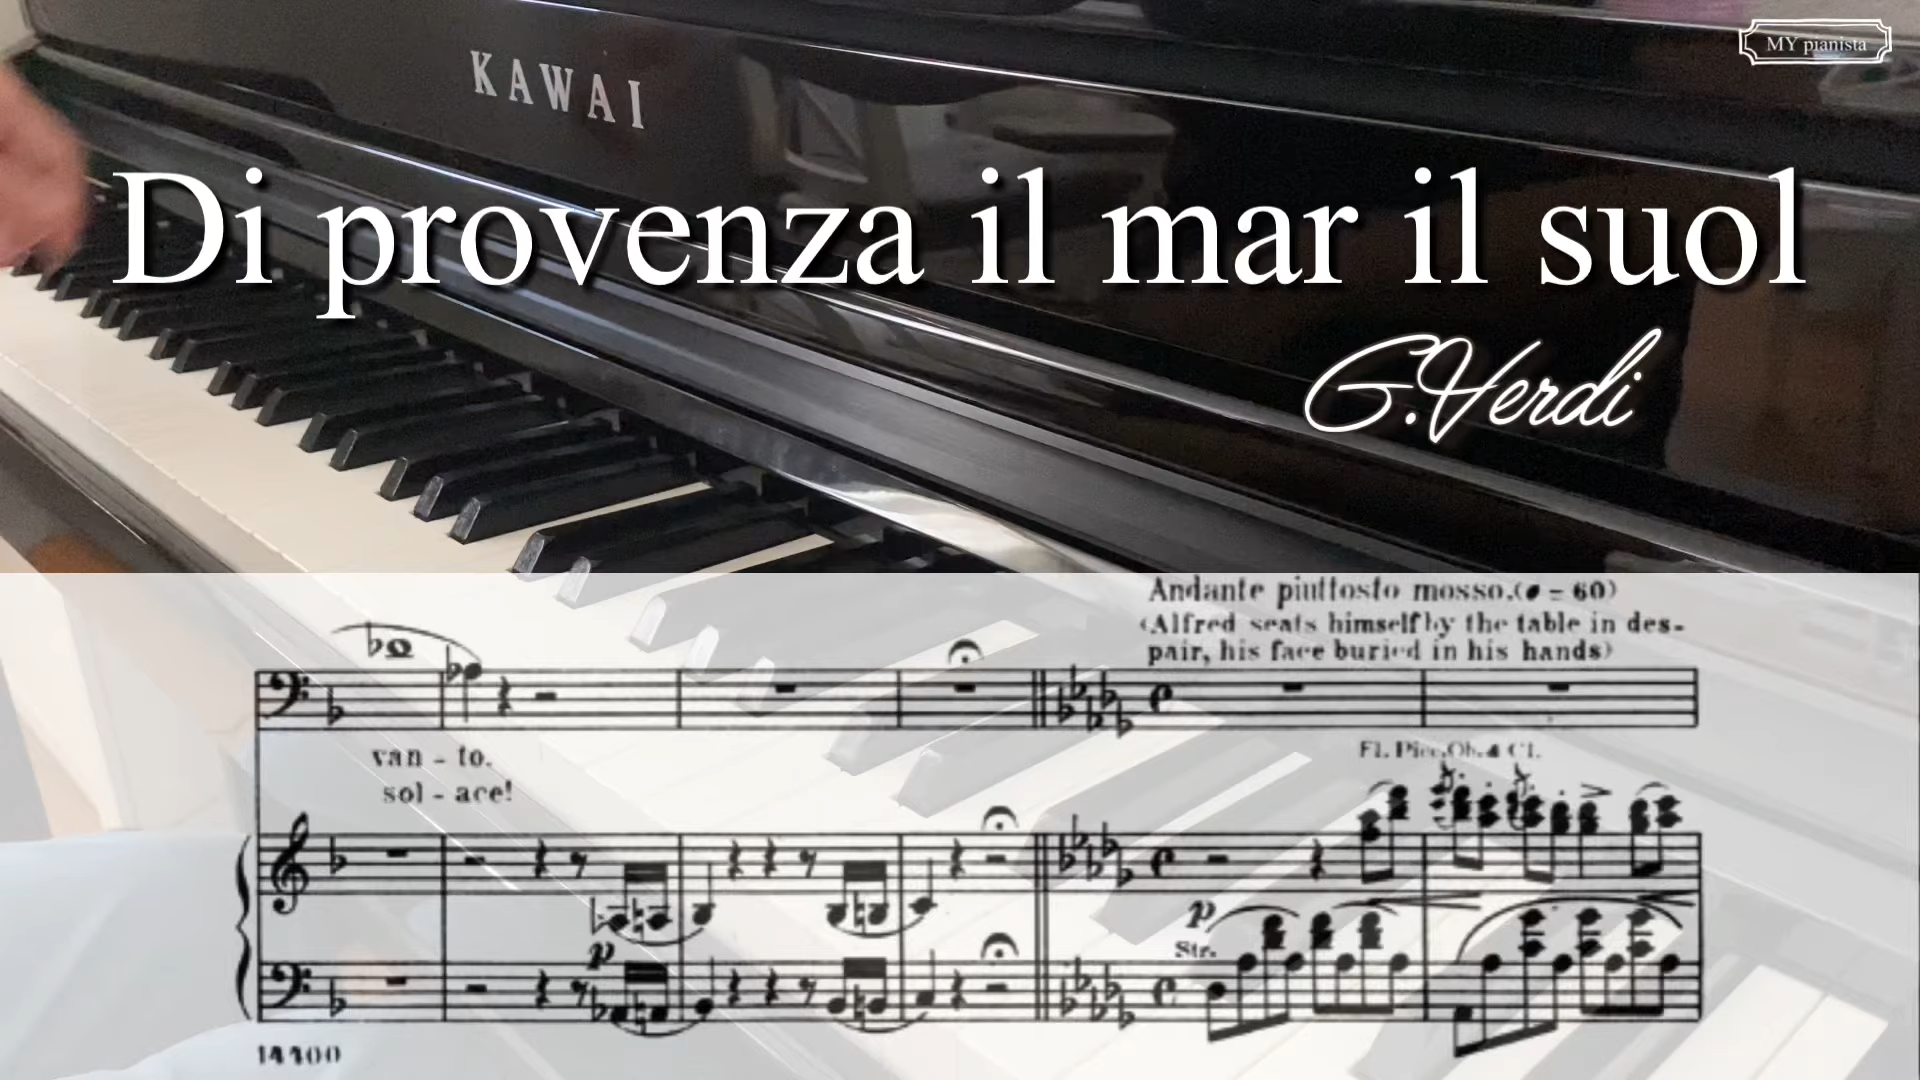 MY pianista
KAWAI
Di provenza il mar il suol
G.Verdi
Andante piuttosto mosso. (♩ = 60)
(Alfred seats himself by the table in des-
pair, his face buried in his hands)
van - to.
sol - ace!
Fl. Picc. Ob. & Cl.
p
Str.
p
14400